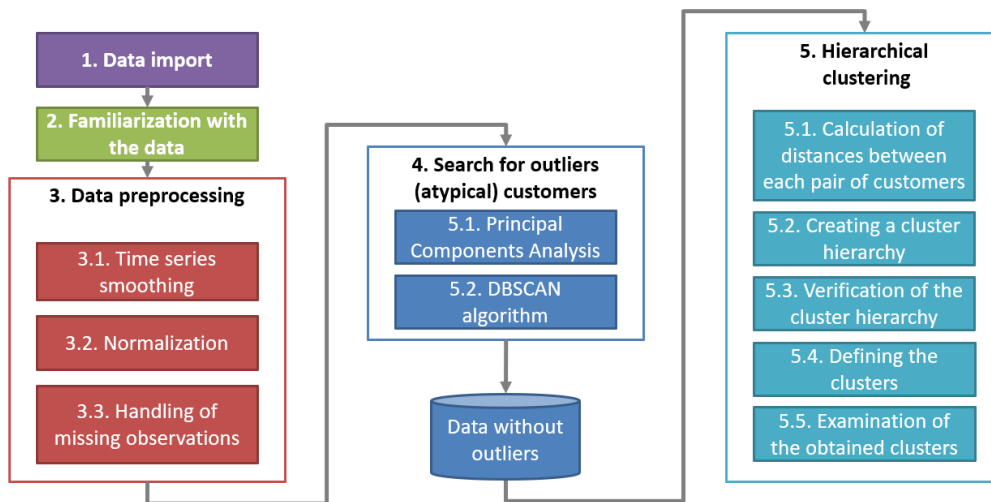 1. Data import
2. Familiarization with
the data
3. Data preprocessing
3.1. Time series
smoothing
3.2. Normalization
3.3. Handling of
missing observations
4. Search for outliers
(atypical) customers
5.1. Principal
Components Analysis
5.2. DBSCAN
algorithm
Data without
outliers
5. Hierarchical
clustering
5.1. Calculation of
distances between
each pair of customers
5.2. Creating a cluster
hierarchy
5.3. Verification of the
cluster hierarchy
5.4. Defining the
clusters
5.5. Examination of
the obtained clusters